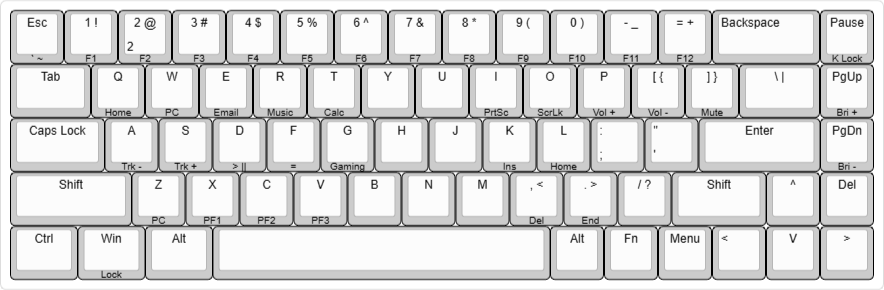 Esc 1 ! 2 @ 3 # 4 $ 5 % 6 ^ 7 & 8 * 9 ( 0 ) - _ = + Backspace Pause
2
` ~ F1 F2 F3 F4 F5 F6 F7 F8 F9 F10 F11 F12 K Lock
Tab Q W E R T Y U I O P [ { ] } \ | PgUp
Home PC Email Music Calc PrtSc ScrLk Vol + Vol - Mute Bri +
Caps Lock A S D F G H J K L : " Enter PgDn
; '
Trk - Trk + > || = Gaming Ins Home Bri -
Shift Z X C V B N M , < . > / ? Shift ^ Del
PC PF1 PF2 PF3 Del End
Ctrl Win Alt Alt Fn Menu < V >
Lock